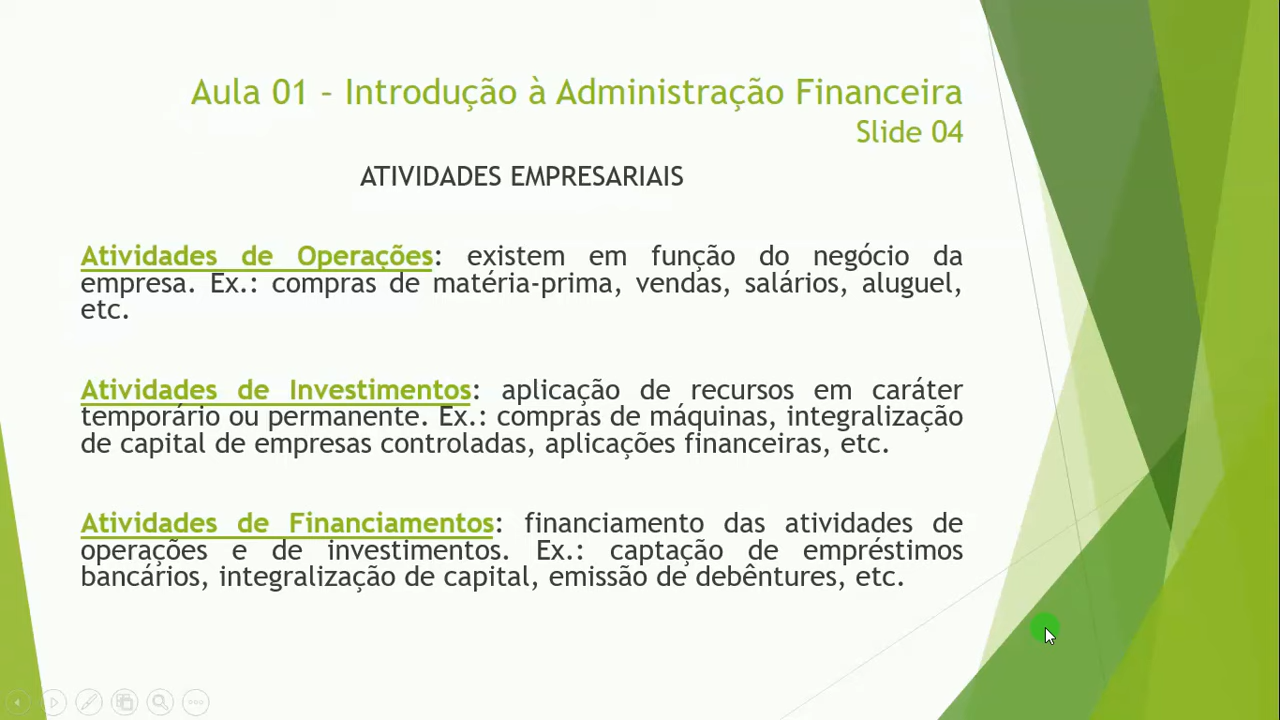 Aula 01 – Introdução à Administração Financeira
Slide 04
ATIVIDADES EMPRESARIAIS
Atividades de Operações: existem em função do negócio da
empresa. Ex.: compras de matéria-prima, vendas, salários, aluguel,
etc.
Atividades de Investimentos: aplicação de recursos em caráter
temporário ou permanente. Ex.: compras de máquinas, integralização
de capital de empresas controladas, aplicações financeiras, etc.
Atividades de Financiamentos: financiamento das atividades de
operações e de investimentos. Ex.: captação de empréstimos
bancários, integralização de capital, emissão de debêntures, etc.